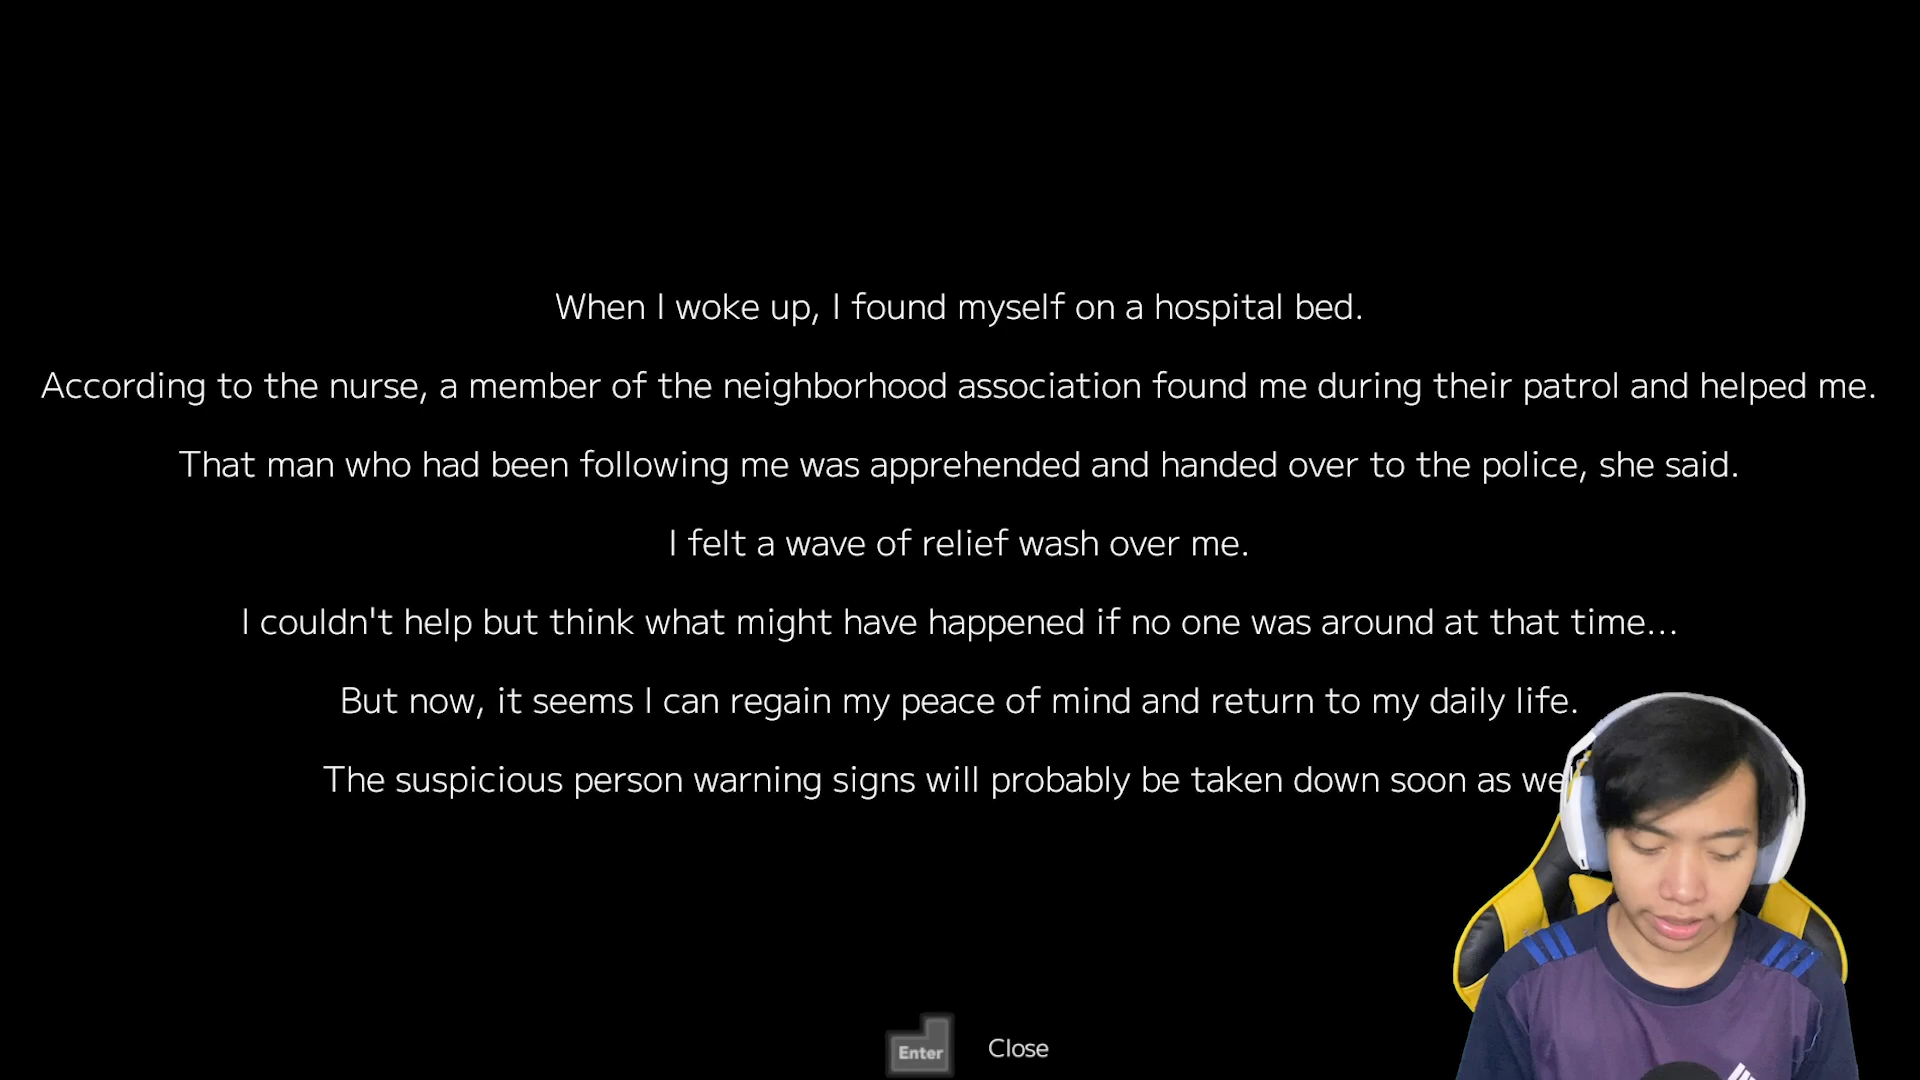 When I woke up, I found myself on a hospital bed.
According to the nurse, a member of the neighborhood association found me during their patrol and helped me.
That man who had been following me was apprehended and handed over to the police, she said.
I felt a wave of relief wash over me.
I couldn't help but think what might have happened if no one was around at that time...
But now, it seems I can regain my peace of mind and return to my daily life.
The suspicious person warning signs will probably be taken down soon as
Enter Close